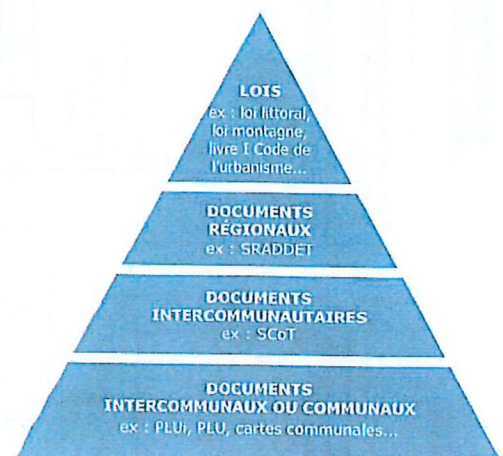 LOIS
ex : loi littoral,
loi montagne,
livre I Code de
l'urbanisme...
DOCUMENTS
RÉGIONAUX
ex : SRADDET
DOCUMENTS
INTERCOMMUNAUTAIRES
ex : SCoT
DOCUMENTS
INTERCOMMUNAUX OU COMMUNAUX
ex : PLUi, PLU, cartes communales...